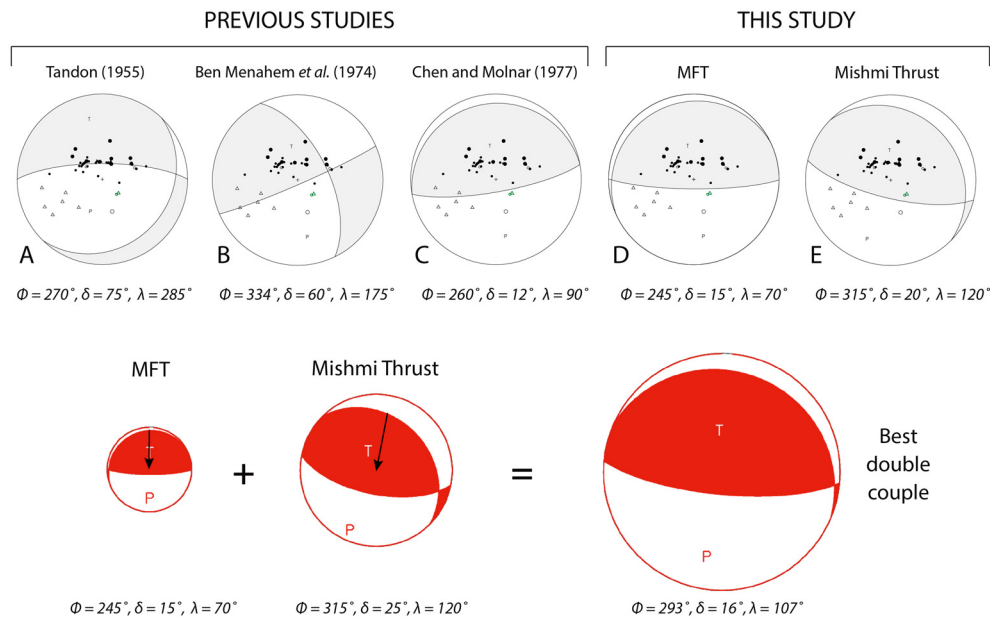 PREVIOUS STUDIES
THIS STUDY
Tandon (1955)
Ben Menahem et al. (1974)
Chen and Molnar (1977)
MFT
Mishmi Thrust
T
P
A
T
B
T
P
C
T
P
D
T
P
E
Φ = 270˚, δ = 75˚, λ = 285˚
Φ = 334˚, δ = 60˚, λ = 175˚
Φ = 260˚, δ = 12˚, λ = 90˚
Φ = 245˚, δ = 15˚, λ = 70˚
Φ = 315˚, δ = 20˚, λ = 120˚
MFT
Mishmi Thrust
T
P
+
T
P
=
T
P
Best
double
couple
Φ = 245˚, δ = 15˚, λ = 70˚
Φ = 315˚, δ = 25˚, λ = 120˚
Φ = 293˚, δ = 16˚, λ = 107˚